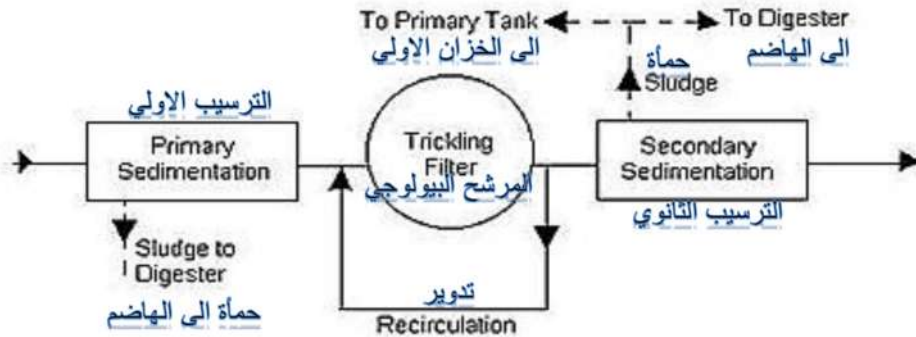 To Primary Tank
الى الخزان الاولي
To Digester
الى الهاضم
حمأة
Sludge
الترسيب الاولي
Primary
Sedimentation
Trickling
Filter
المرشح البيولوجي
Secondary
Sedimentation
الترسيب الثانوي
Sludge to
Digester
حمأة الى الهاضم
تدوير
Recirculation